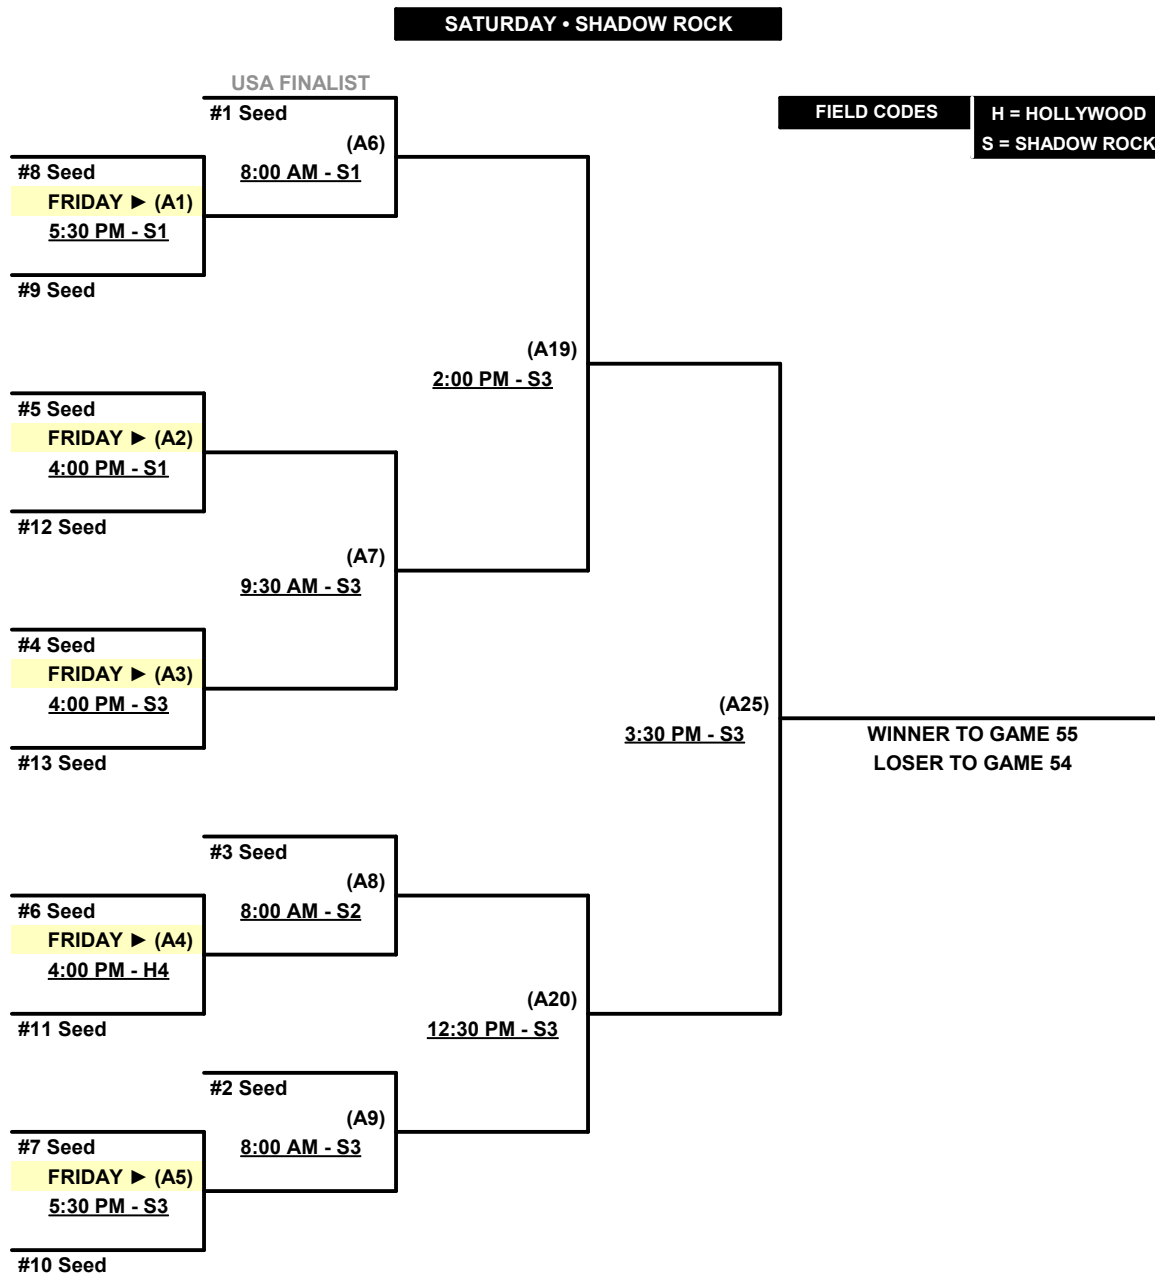 SATURDAY • SHADOW ROCK
USA FINALIST
#1 Seed
FIELD CODES
H = HOLLYWOOD
S = SHADOW ROCK
(A6)
8:00 AM - S1
#8 Seed
FRIDAY ► (A1)
5:30 PM - S1
#9 Seed
(A19)
2:00 PM - S3
#5 Seed
FRIDAY ► (A2)
4:00 PM - S1
#12 Seed
(A7)
9:30 AM - S3
#4 Seed
FRIDAY ► (A3)
4:00 PM - S3
#13 Seed
(A25)
3:30 PM - S3
WINNER TO GAME 55
LOSER TO GAME 54
#3 Seed
(A8)
8:00 AM - S2
#6 Seed
FRIDAY ► (A4)
4:00 PM - H4
#11 Seed
(A20)
12:30 PM - S3
#2 Seed
(A9)
8:00 AM - S3
#7 Seed
FRIDAY ► (A5)
5:30 PM - S3
#10 Seed